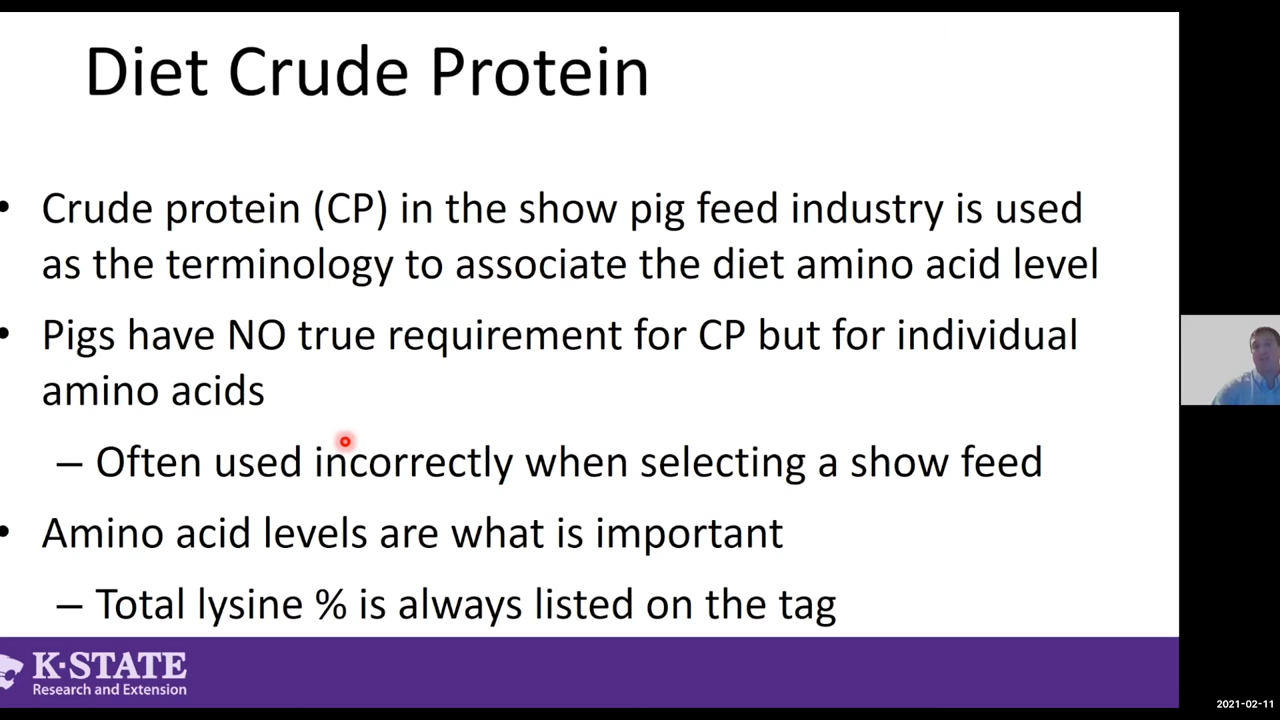 Diet Crude Protein
• Crude protein (CP) in the show pig feed industry is used
as the terminology to associate the diet amino acid level
• Pigs have NO true requirement for CP but for individual
amino acids
– Often used incorrectly when selecting a show feed
• Amino acid levels are what is important
– Total lysine % is always listed on the tag
K-STATE
Research and Extension
2021-02-11